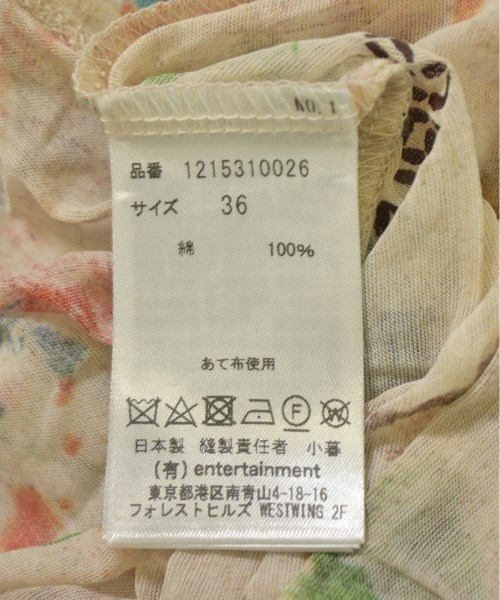 NO. 1
品番 1215310026
サイズ 36
綿 100%
あて布使用
F W
日本製 縫製責任者 小暮
(有) entertainment
東京都港区南青山4-18-16
フォレストヒルズ WESTWING 2F